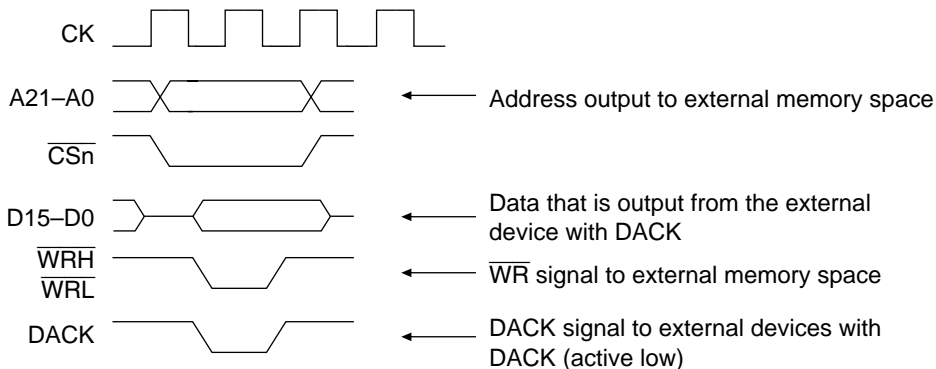 CK
A21–A0
Address output to external memory space
CSn
D15–D0
Data that is output from the external
device with DACK
WRH
WRL
WR signal to external memory space
DACK
DACK signal to external devices with
DACK (active low)